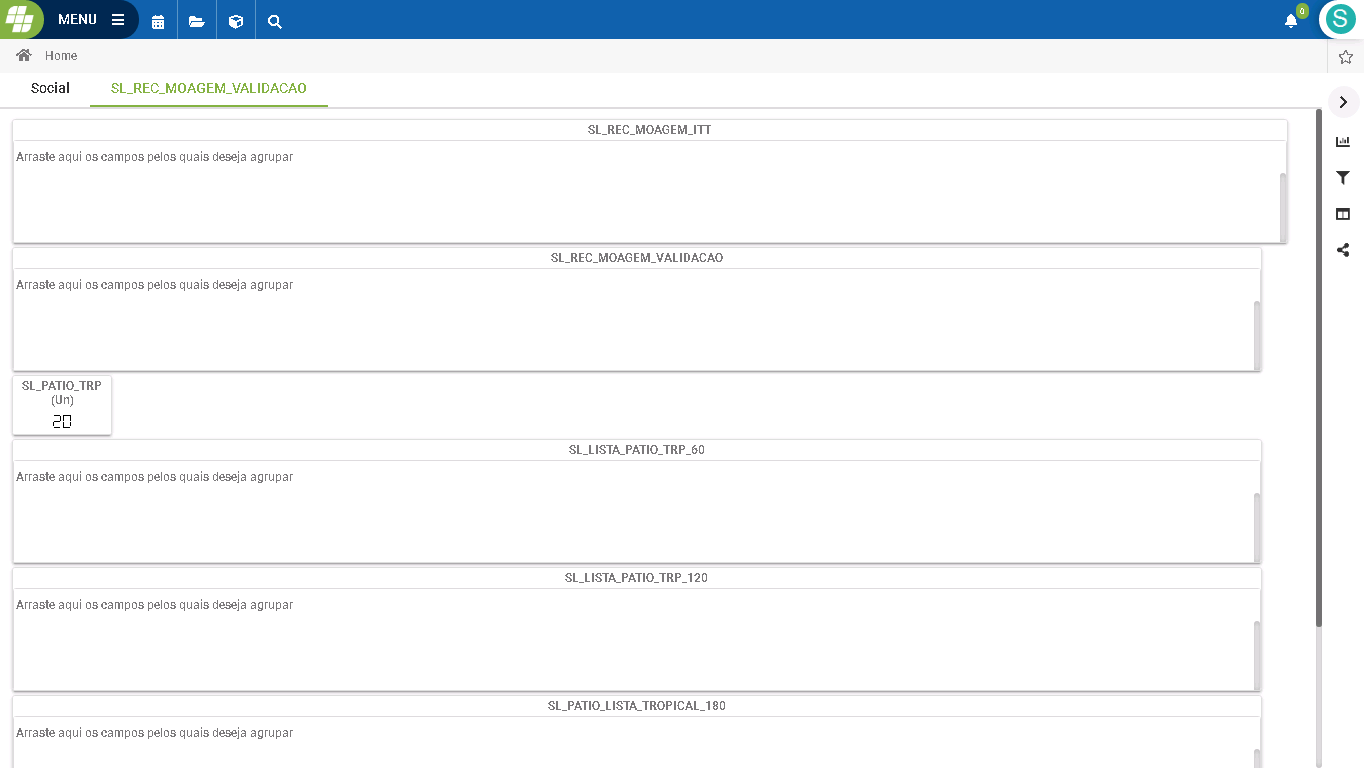 MENU
0
S
Home
Social
SL_REC_MOAGEM_VALIDACAO
SL_REC_MOAGEM_ITT
Arraste aqui os campos pelos quais deseja agrupar
SL_REC_MOAGEM_VALIDACAO
Arraste aqui os campos pelos quais deseja agrupar
SL_PATIO_TRP
(Un)
20
SL_LISTA_PATIO_TRP_60
Arraste aqui os campos pelos quais deseja agrupar
SL_LISTA_PATIO_TRP_120
Arraste aqui os campos pelos quais deseja agrupar
SL_PATIO_LISTA_TROPICAL_180
Arraste aqui os campos pelos quais deseja agrupar